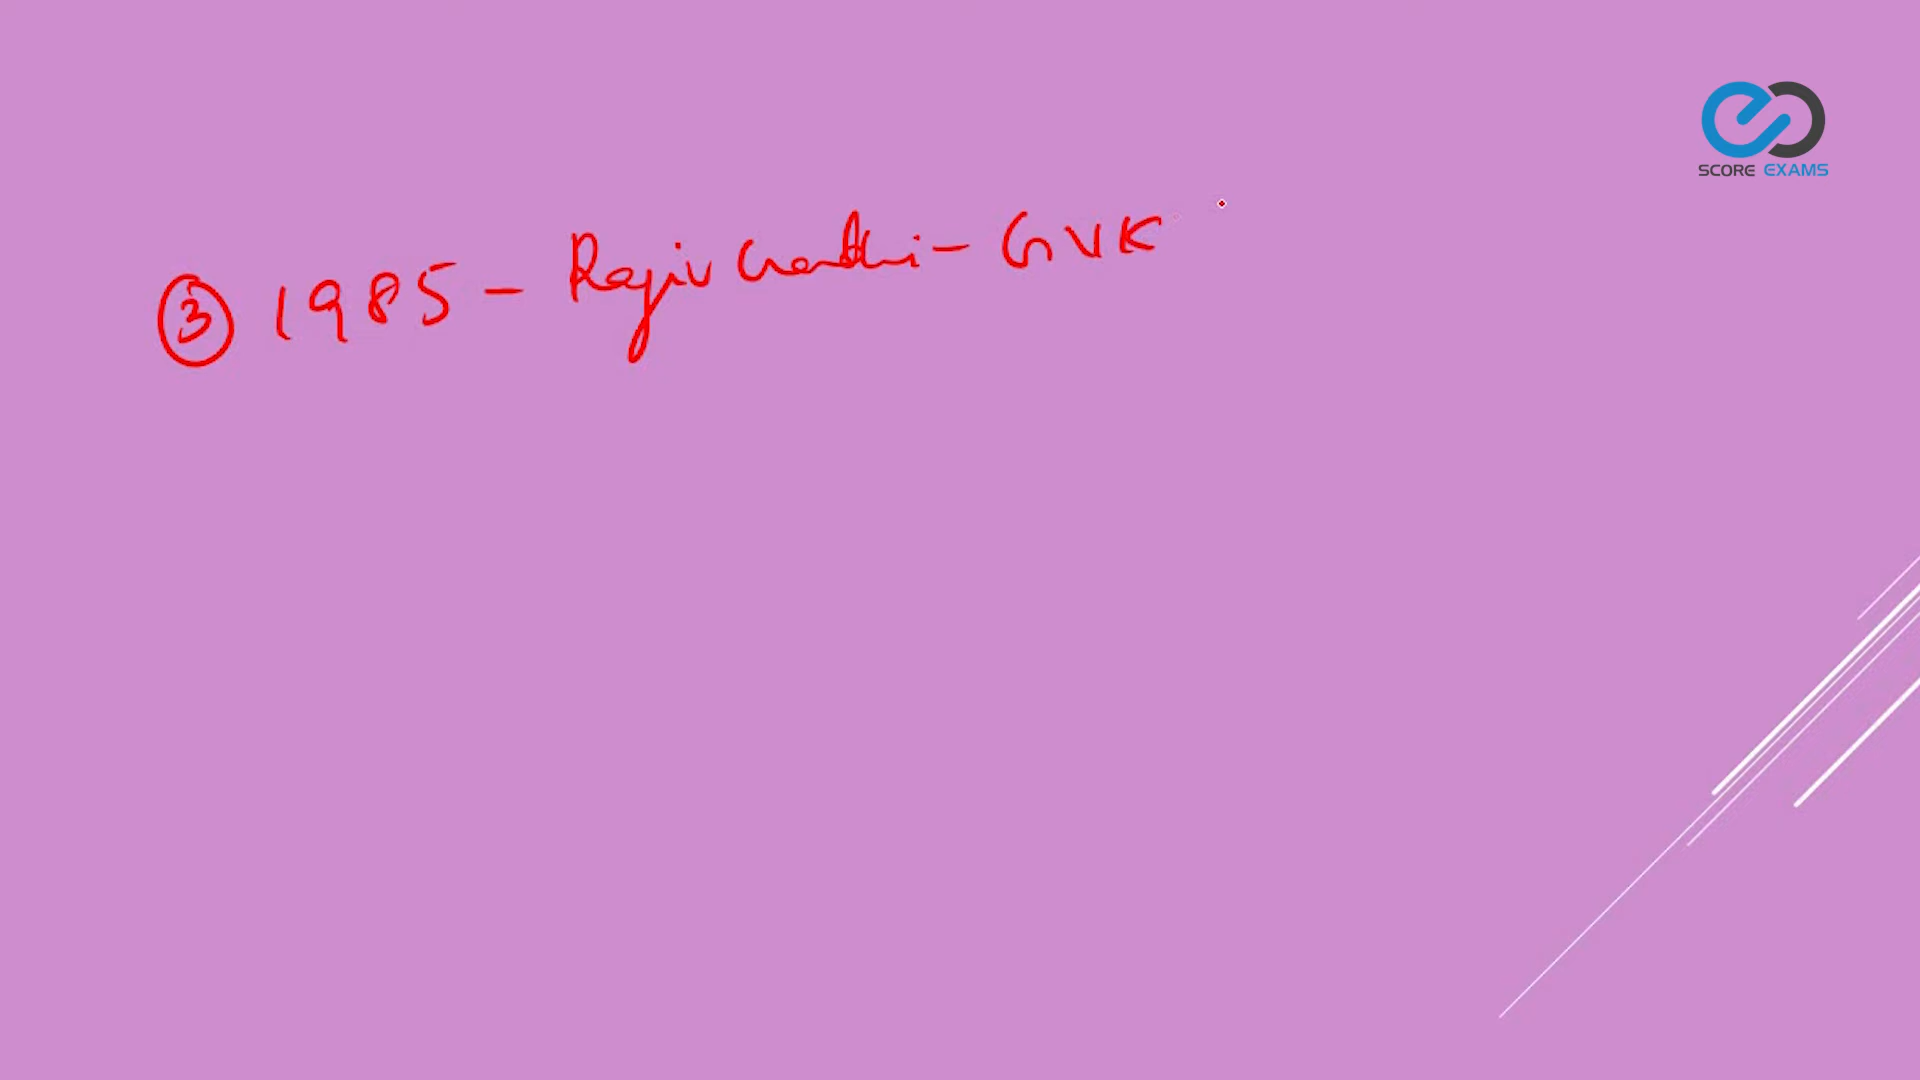 SCORE EXAMS
③ 1985 - Rajiv Gandhi - GVK